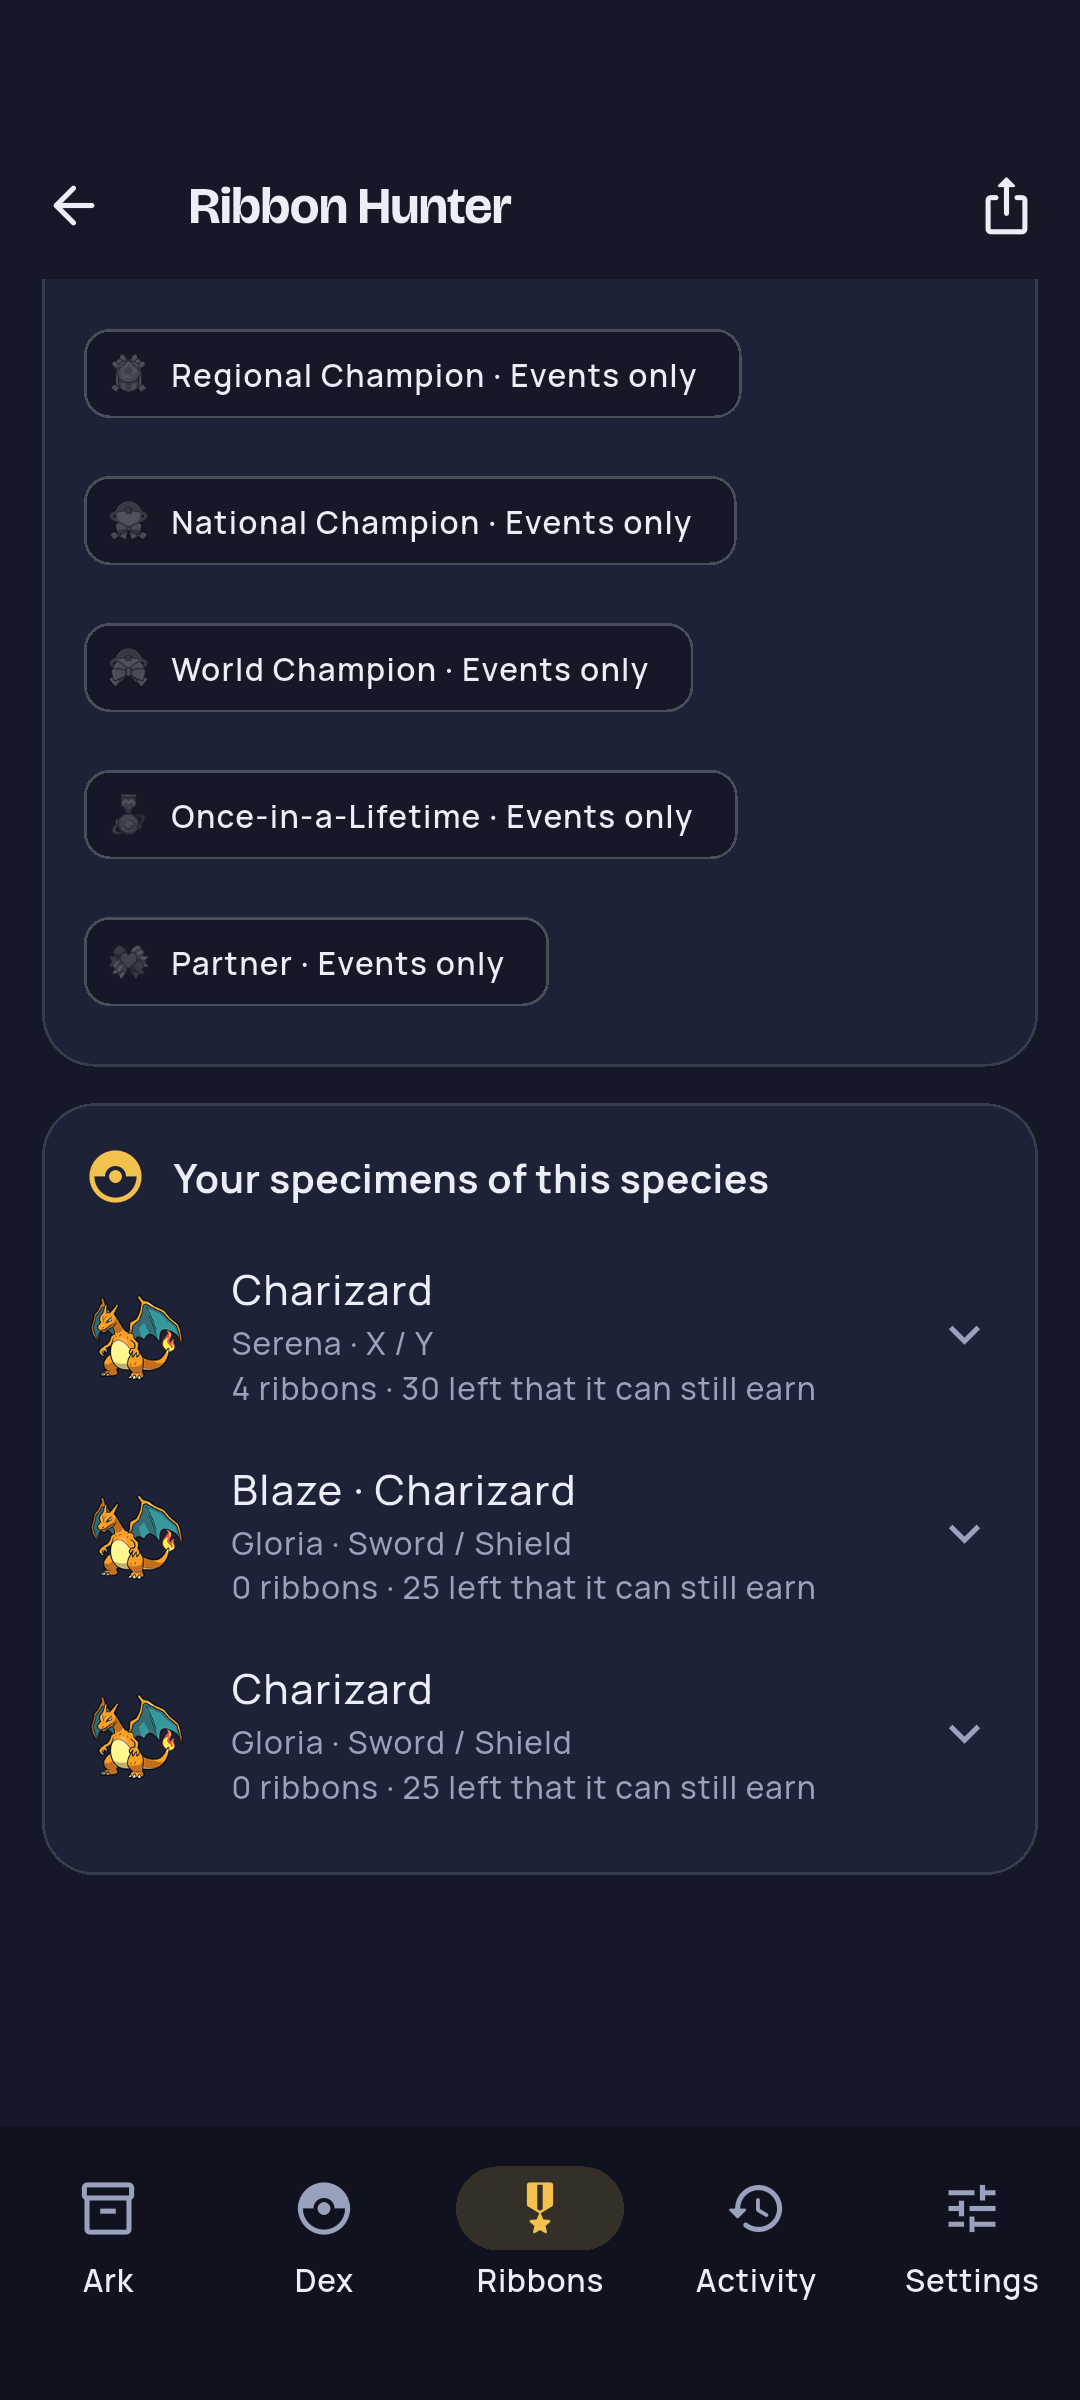 Ribbon Hunter
Regional Champion · Events only
National Champion · Events only
World Champion · Events only
Once-in-a-Lifetime · Events only
Partner · Events only
Your specimens of this species
Charizard
Serena · X / Y
4 ribbons · 30 left that it can still earn
Blaze · Charizard
Gloria · Sword / Shield
0 ribbons · 25 left that it can still earn
Charizard
Gloria · Sword / Shield
0 ribbons · 25 left that it can still earn
Ark Dex Ribbons Activity Settings